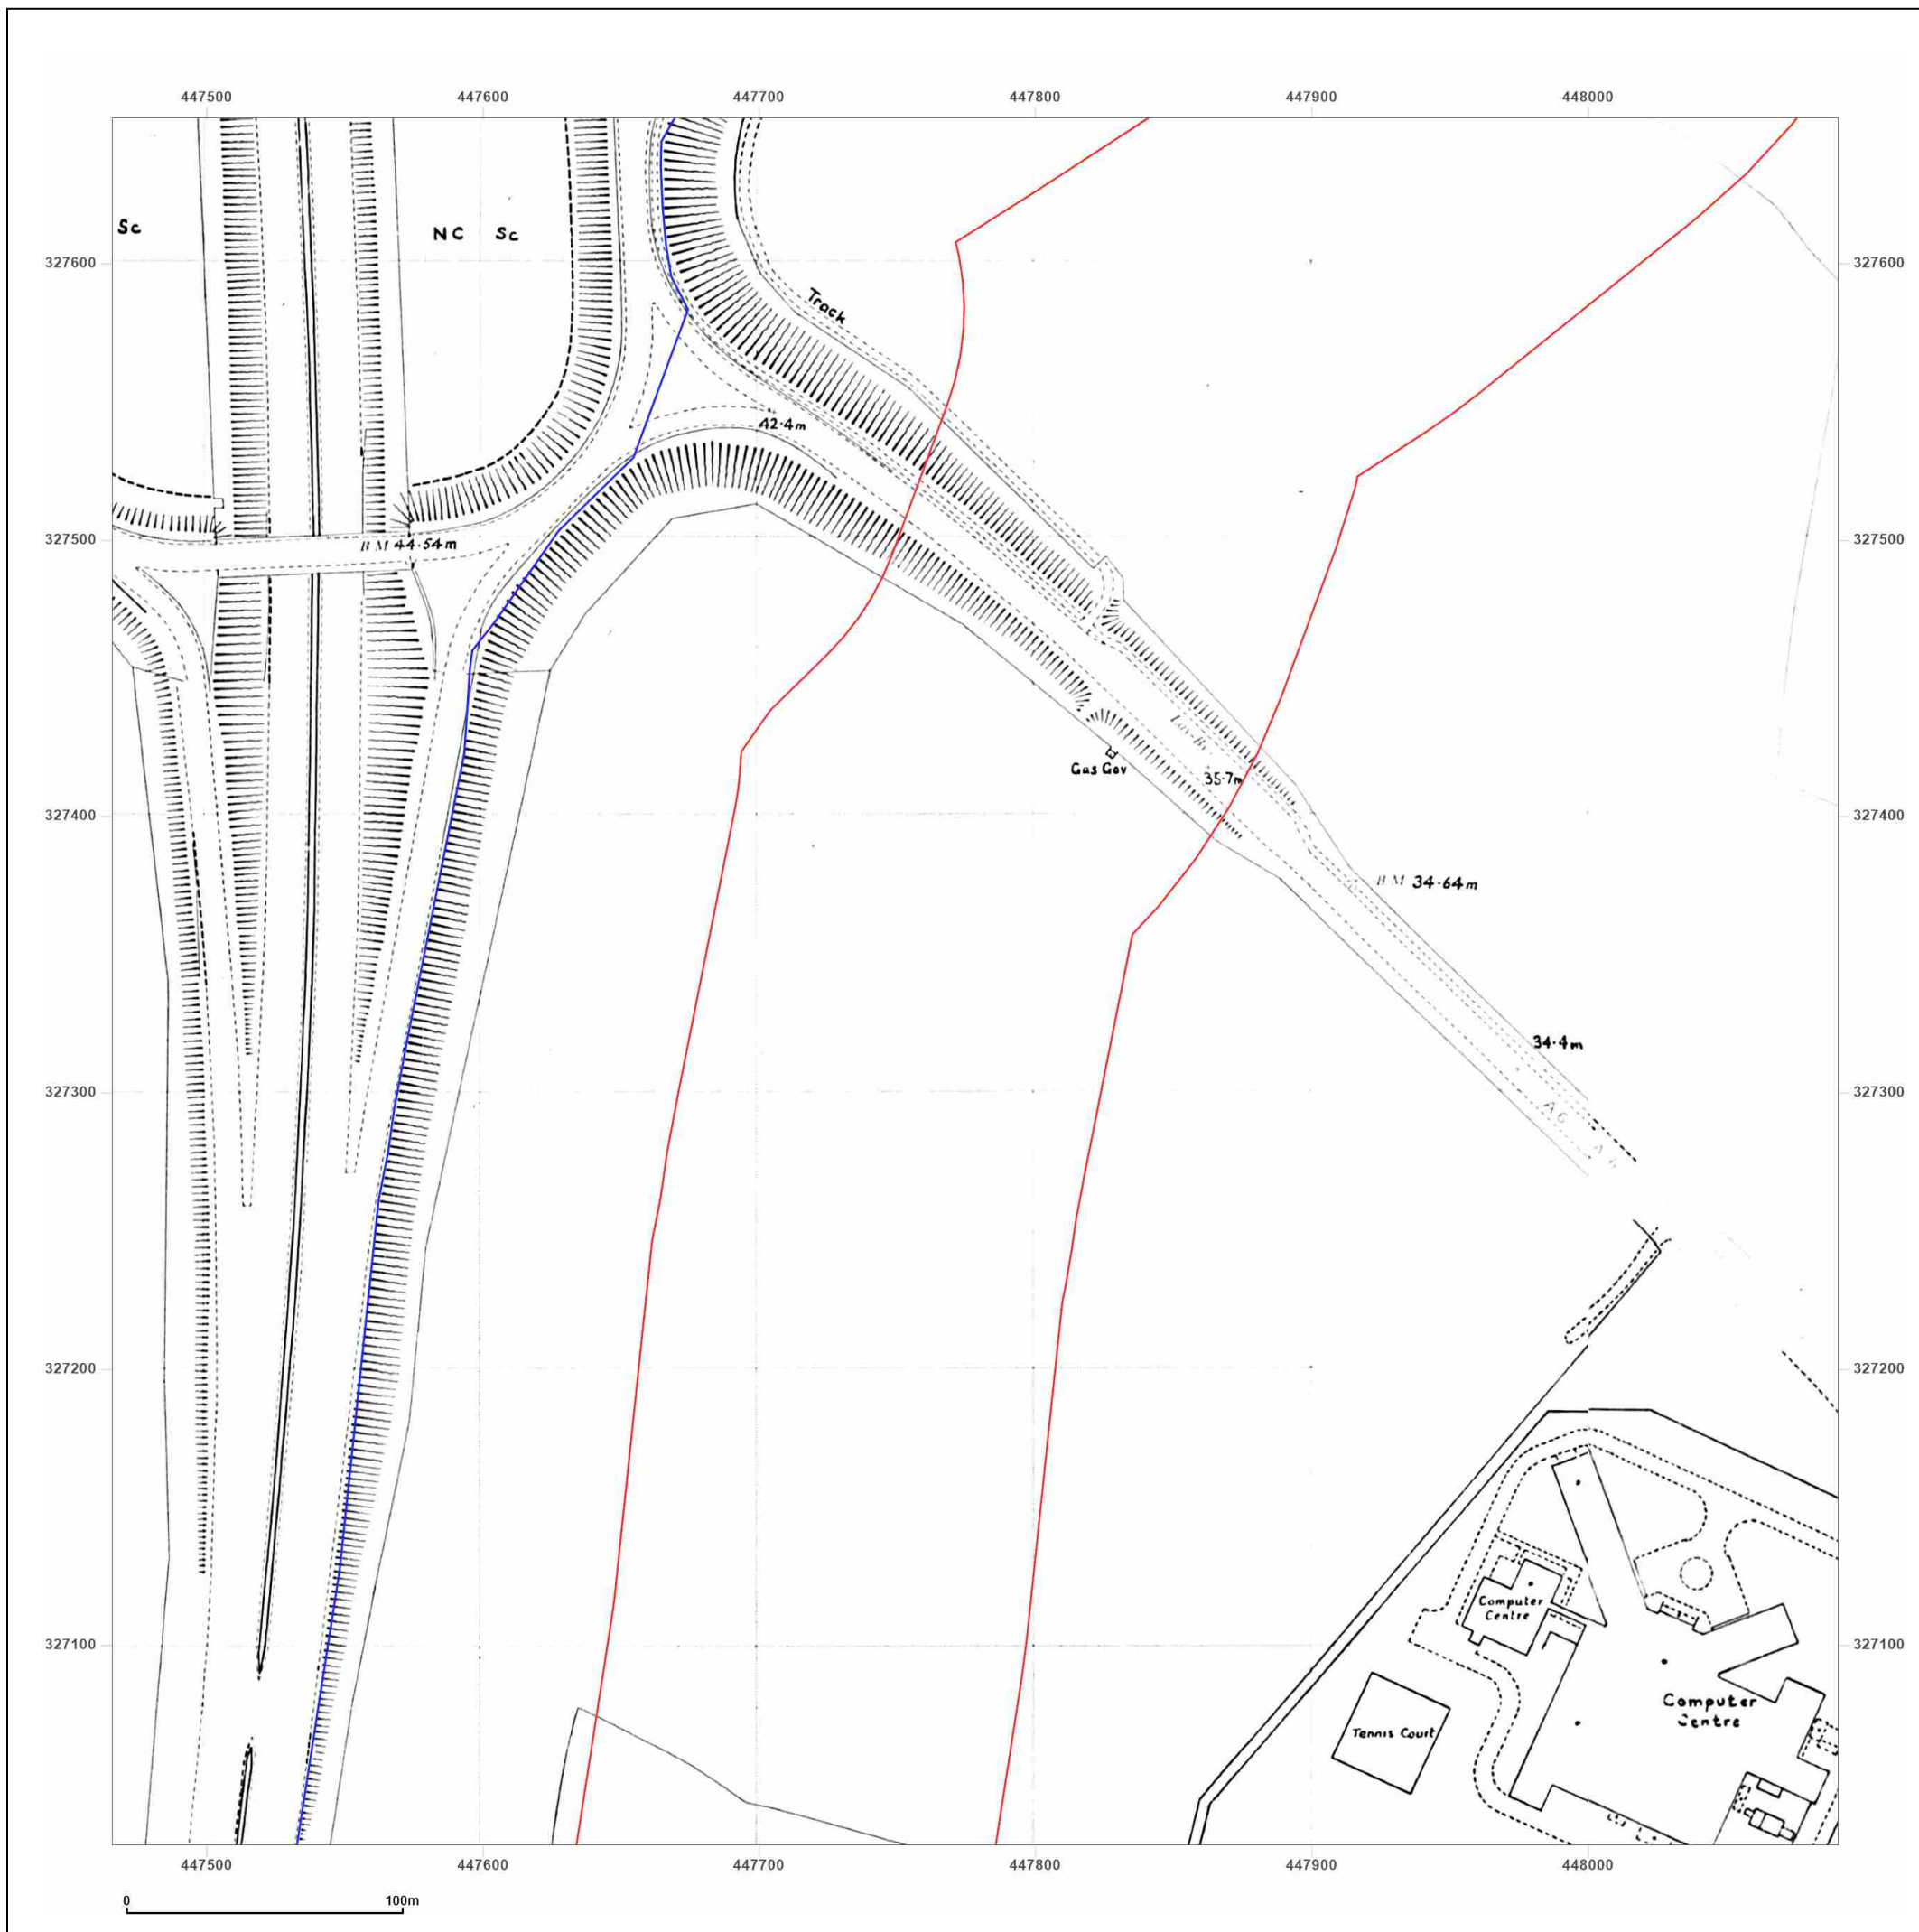 447500 447600 447700 447800 447900 448000
Sc
NC Sc
327600 327600
Track
42.4m
327500 327500
BM 44.54m
Gas Gov
35.7m
327400 327400
BM 34.64m
34.4m
327300 327300
A6
A 6
327200 327200
Computer
Centre
327100 327100
Computer
Centre
Tennis Court
447500 447600 447700 447800 447900 448000
0 100m